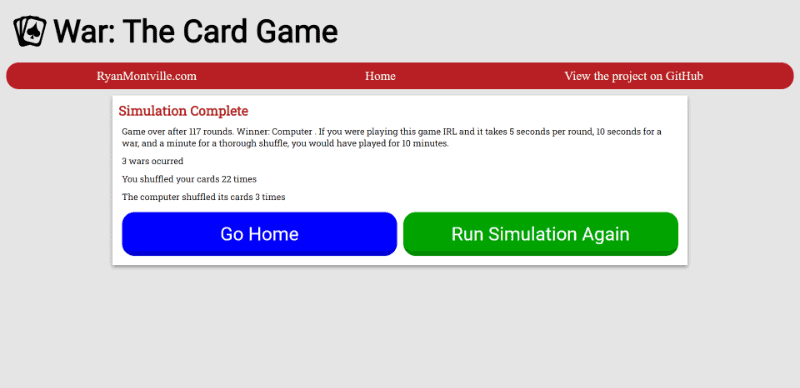 War: The Card Game
RyanMontville.com Home View the project on GitHub
Simulation Complete
Game over after 117 rounds. Winner: Computer . If you were playing this game IRL and it takes 5 seconds per round, 10 seconds for a
war, and a minute for a thorough shuffle, you would have played for 10 minutes.
3 wars ocurred
You shuffled your cards 22 times
The computer shuffled its cards 3 times
Go Home Run Simulation Again